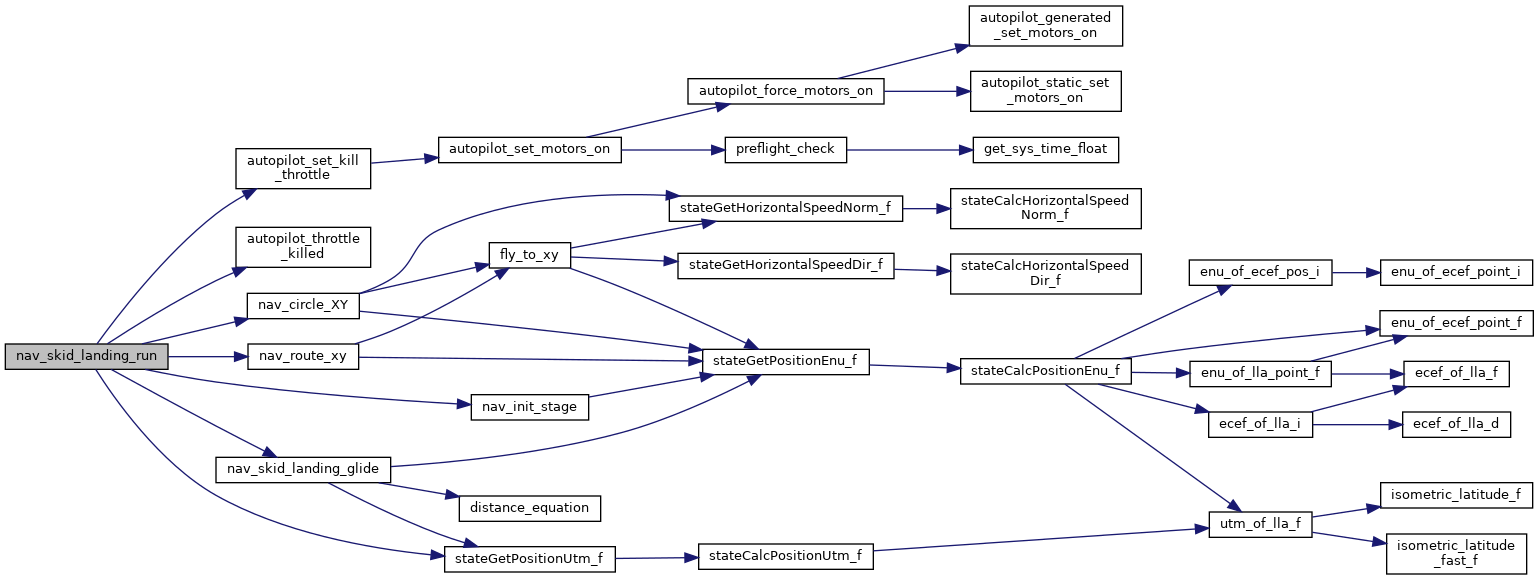 autopilot_generated
_set_motors_on
autopilot_force_motors_on
autopilot_static_set
_motors_on
autopilot_set_kill
_throttle
autopilot_set_motors_on
preflight_check
get_sys_time_float
stateGetHorizontalSpeedNorm_f
stateCalcHorizontalSpeed
Norm_f
autopilot_throttle
_killed
fly_to_xy
stateGetHorizontalSpeedDir_f
stateCalcHorizontalSpeed
Dir_f
enu_of_ecef_pos_i
enu_of_ecef_point_i
nav_circle_XY
enu_of_ecef_point_f
nav_skid_landing_run
nav_route_xy
stateGetPositionEnu_f
stateCalcPositionEnu_f
enu_of_lla_point_f
ecef_of_lla_f
nav_init_stage
ecef_of_lla_i
ecef_of_lla_d
nav_skid_landing_glide
distance_equation
isometric_latitude_f
utm_of_lla_f
stateGetPositionUtm_f
stateCalcPositionUtm_f
isometric_latitude
_fast_f